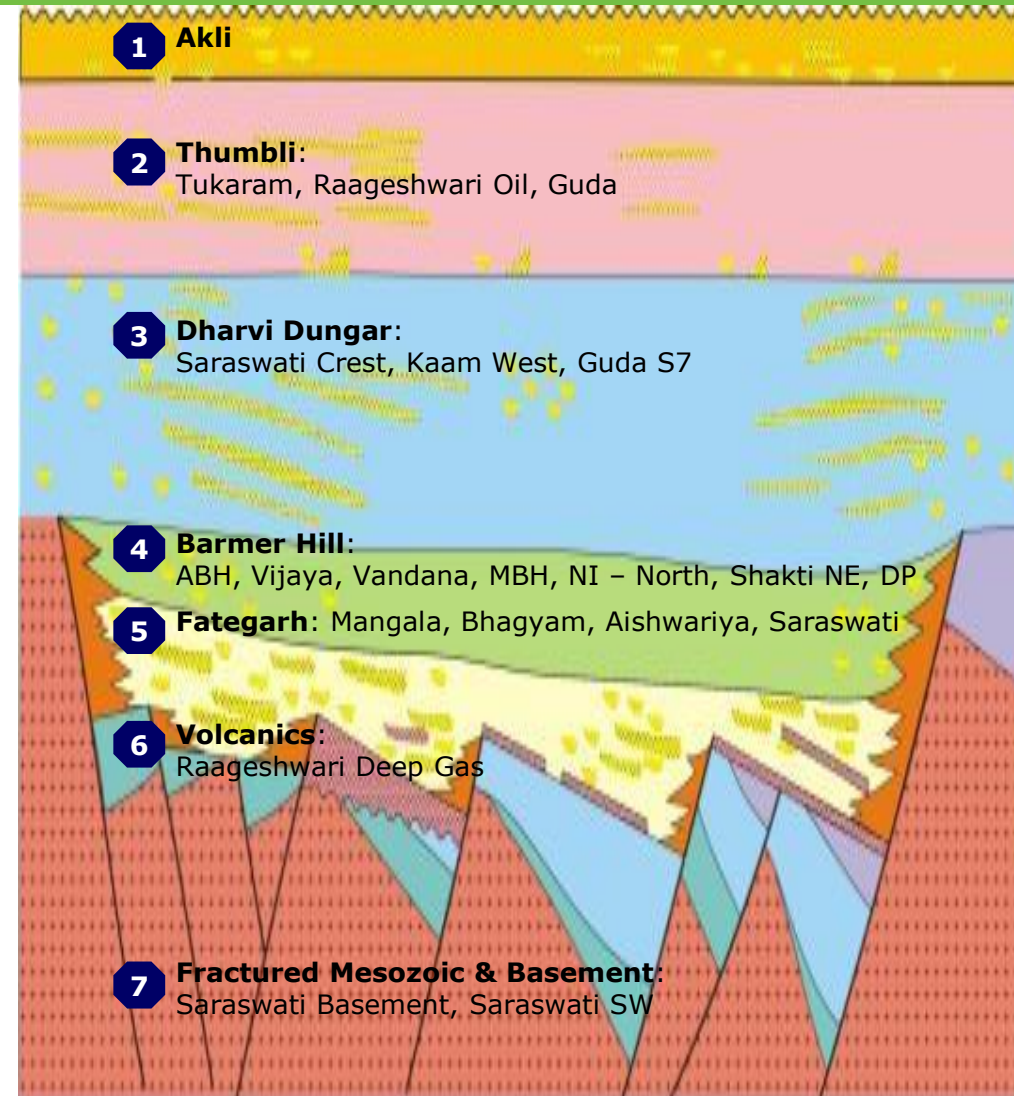 1 Akli
2 Thumbli:
Tukaram, Raageshwari Oil, Guda
3 Dharvi Dungar:
Saraswati Crest, Kaam West, Guda S7
4 Barmer Hill:
ABH, Vijaya, Vandana, MBH, NI – North, Shakti NE, DP
5 Fategarh: Mangala, Bhagyam, Aishwariya, Saraswati
6 Volcanics:
Raageshwari Deep Gas
7 Fractured Mesozoic & Basement:
Saraswati Basement, Saraswati SW